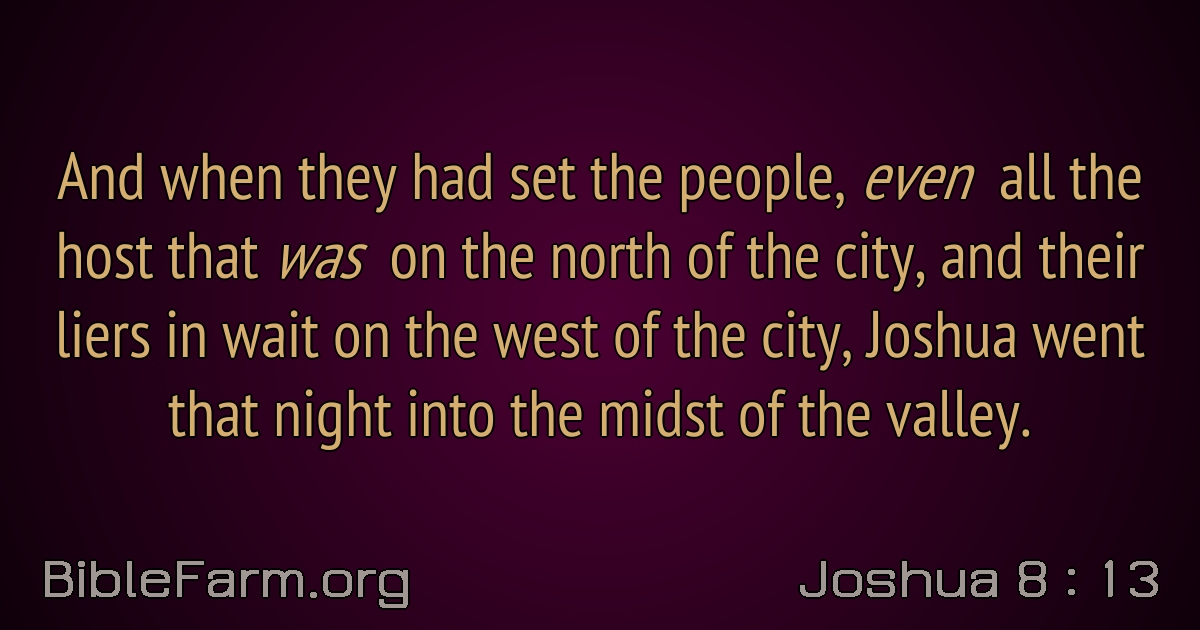 And when they had set the people, even all the
host that was on the north of the city, and their
liers in wait on the west of the city, Joshua went
that night into the midst of the valley.
BibleFarm.org
Joshua 8 : 13